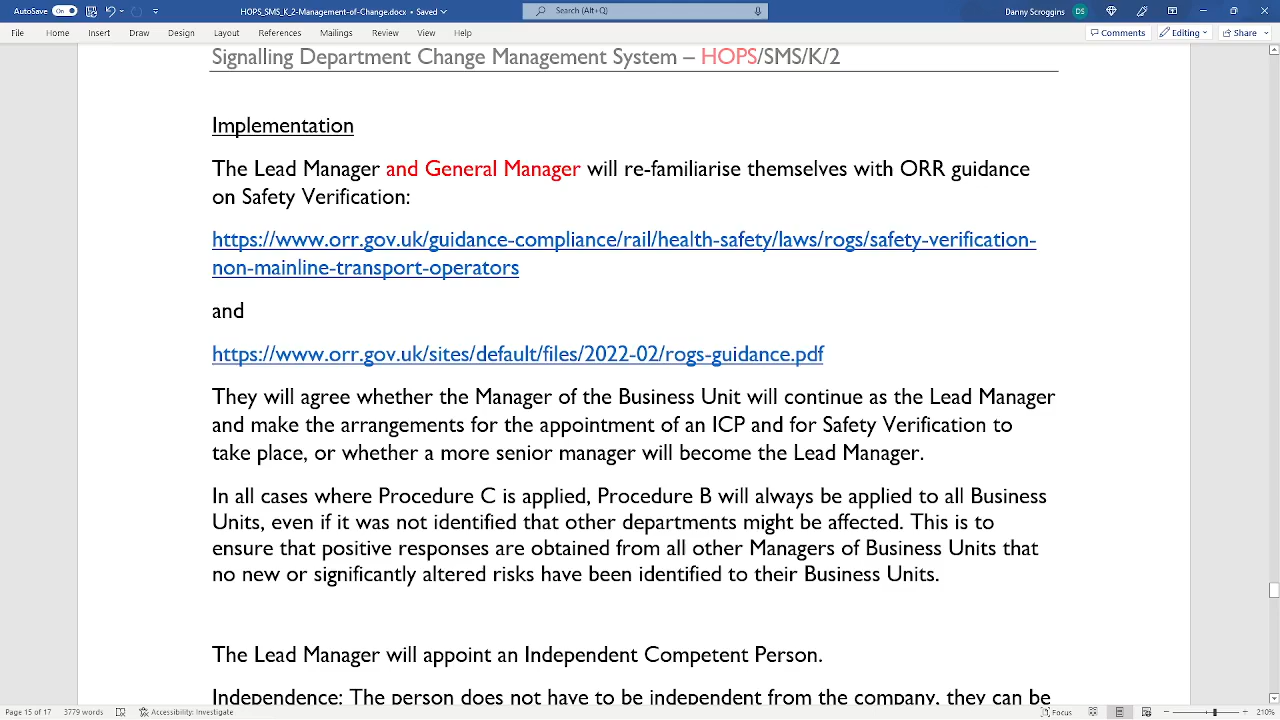 AutoSave On HOPS_SMS_K_2-Management-of-Change.docx • Saved Search (Alt+Q) Danny Scroggins DS
File Home Insert Draw Design Layout References Mailings Review View Help Comments Editing Share
Signalling Department Change Management System – HOPS/SMS/K/2
Implementation
The Lead Manager and General Manager will re-familiarise themselves with ORR guidance
on Safety Verification:
https://www.orr.gov.uk/guidance-compliance/rail/health-safety/laws/rogs/safety-verification-
non-mainline-transport-operators
and
https://www.orr.gov.uk/sites/default/files/2022-02/rogs-guidance.pdf
They will agree whether the Manager of the Business Unit will continue as the Lead Manager
and make the arrangements for the appointment of an ICP and for Safety Verification to
take place, or whether a more senior manager will become the Lead Manager.
In all cases where Procedure C is applied, Procedure B will always be applied to all Business
Units, even if it was not identified that other departments might be affected. This is to
ensure that positive responses are obtained from all other Managers of Business Units that
no new or significantly altered risks have been identified to their Business Units.
The Lead Manager will appoint an Independent Competent Person.
Independence: The person does not have to be independent from the company, they can be
Page 15 of 17 3779 words Accessibility: Investigate Focus 210%